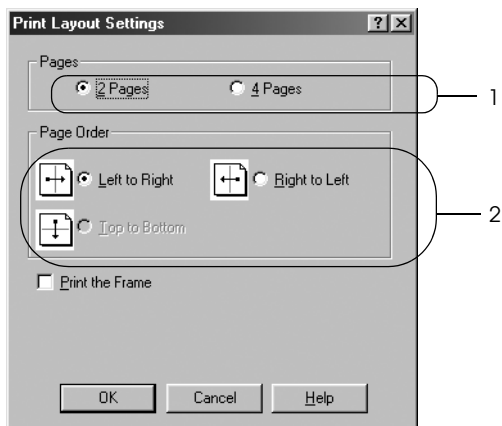 Print Layout Settings
Pages
2 Pages 4 Pages 1
Page Order
Left to Right Right to Left
2
Top to Bottom
Print the Frame
OK Cancel Help